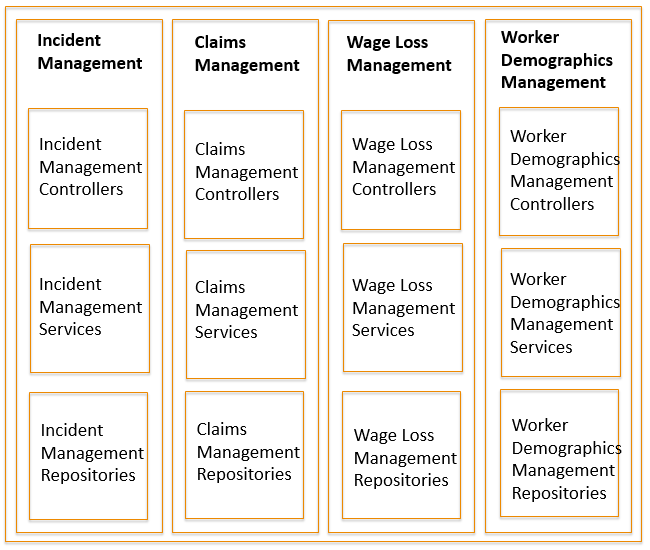 Incident
Management
Incident
Management
Controllers
Incident
Management
Services
Incident
Management
Repositories
Claims
Management
Claims
Management
Controllers
Claims
Management
Services
Claims
Management
Repositories
Wage Loss
Management
Wage Loss
Management
Controllers
Wage Loss
Management
Services
Wage Loss
Management
Repositories
Worker
Demographics
Management
Worker
Demographics
Management
Controllers
Worker
Demographics
Management
Services
Worker
Demographics
Management
Repositories